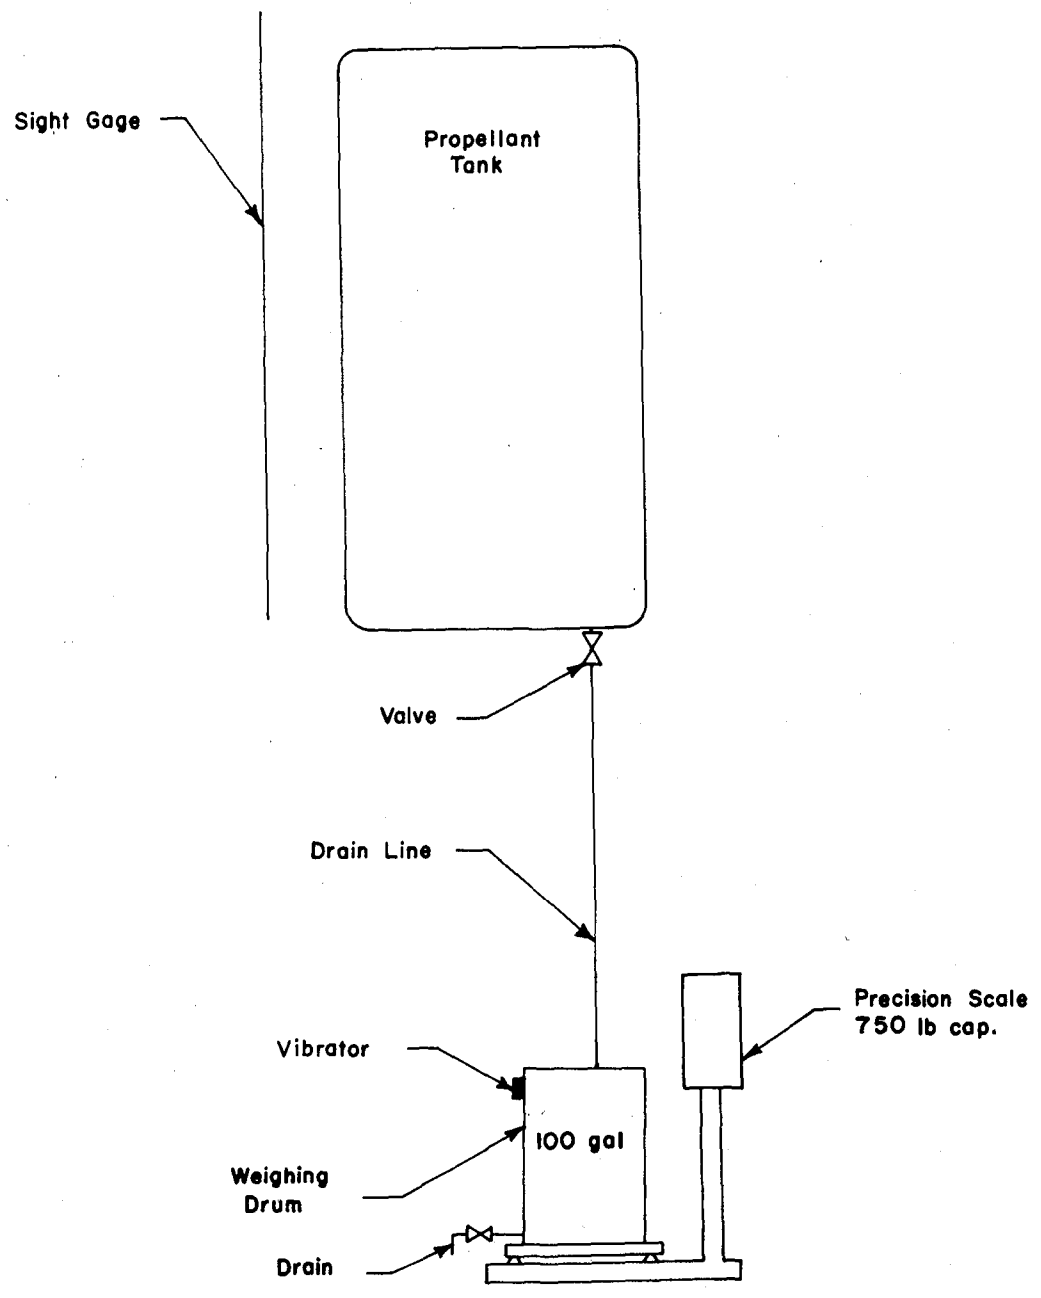 Sight Gage
Propellant
Tank
Valve
Drain Line
Precision Scale
750 lb cap.
Vibrator
100 gal
Weighing
Drum
Drain